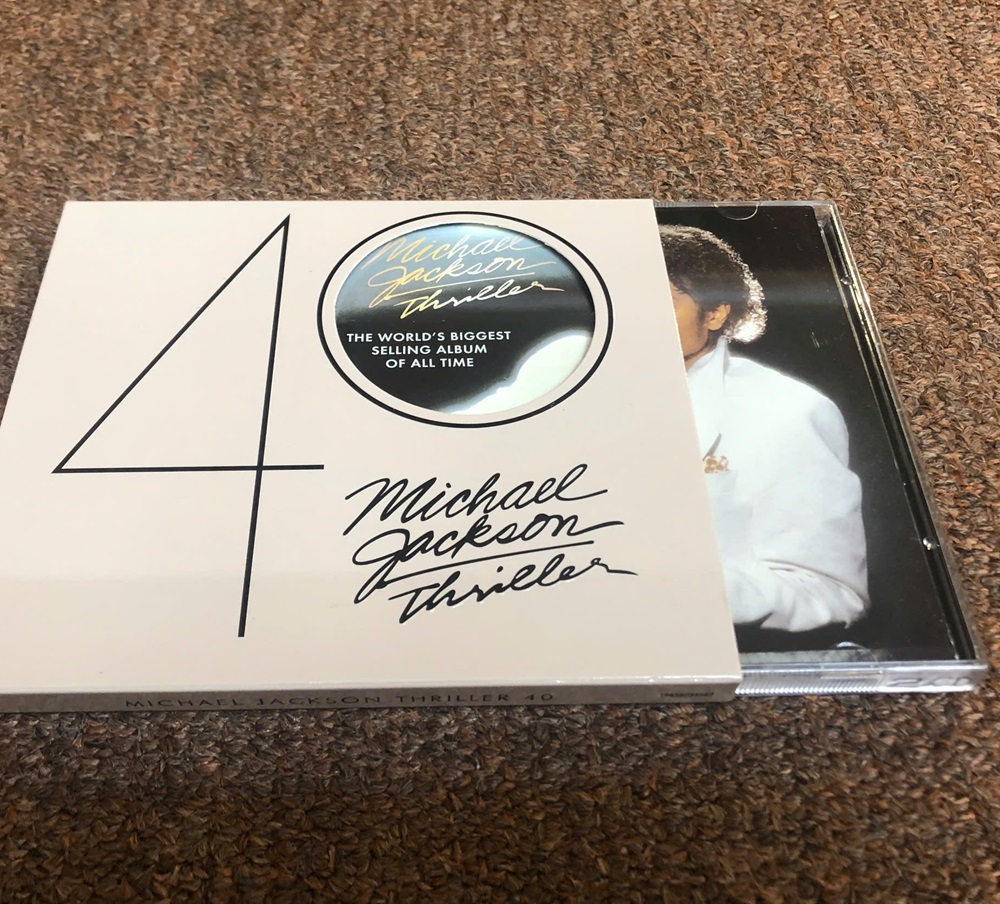 40
Michael
Jackson
Thriller
THE WORLD'S BIGGEST
SELLING ALBUM
OF ALL TIME
Michael
Jackson
Thriller
MICHAEL JACKSON THRILLER 40